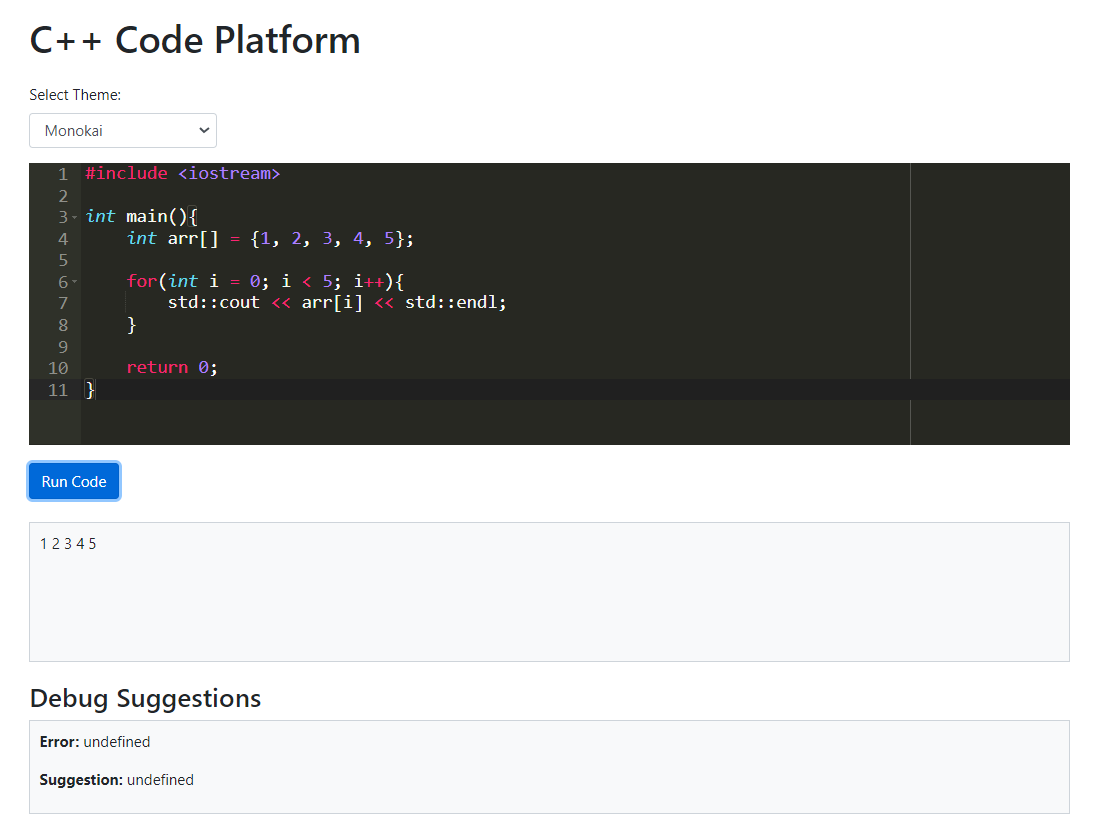 C++ Code Platform
Select Theme:
Monokai
1 #include <iostream>
2
3 int main(){
4     int arr[] = {1, 2, 3, 4, 5};
5
6     for(int i = 0; i < 5; i++){
7         std::cout << arr[i] << std::endl;
8     }
9
10     return 0;
11 }
Run Code
1 2 3 4 5
Debug Suggestions
Error: undefined
Suggestion: undefined